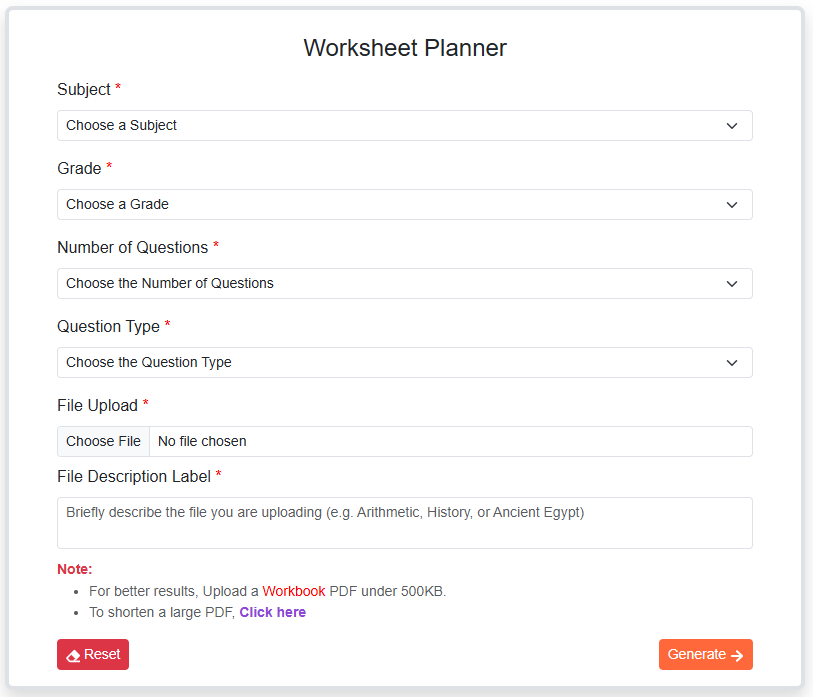 Worksheet Planner
Subject *
Choose a Subject
Grade *
Choose a Grade
Number of Questions *
Choose the Number of Questions
Question Type *
Choose the Question Type
File Upload *
Choose File No file chosen
File Description Label *
Briefly describe the file you are uploading (e.g. Arithmetic, History, or Ancient Egypt)
Note:
• For better results, Upload a Workbook PDF under 500KB.
• To shorten a large PDF, Click here
Reset Generate →